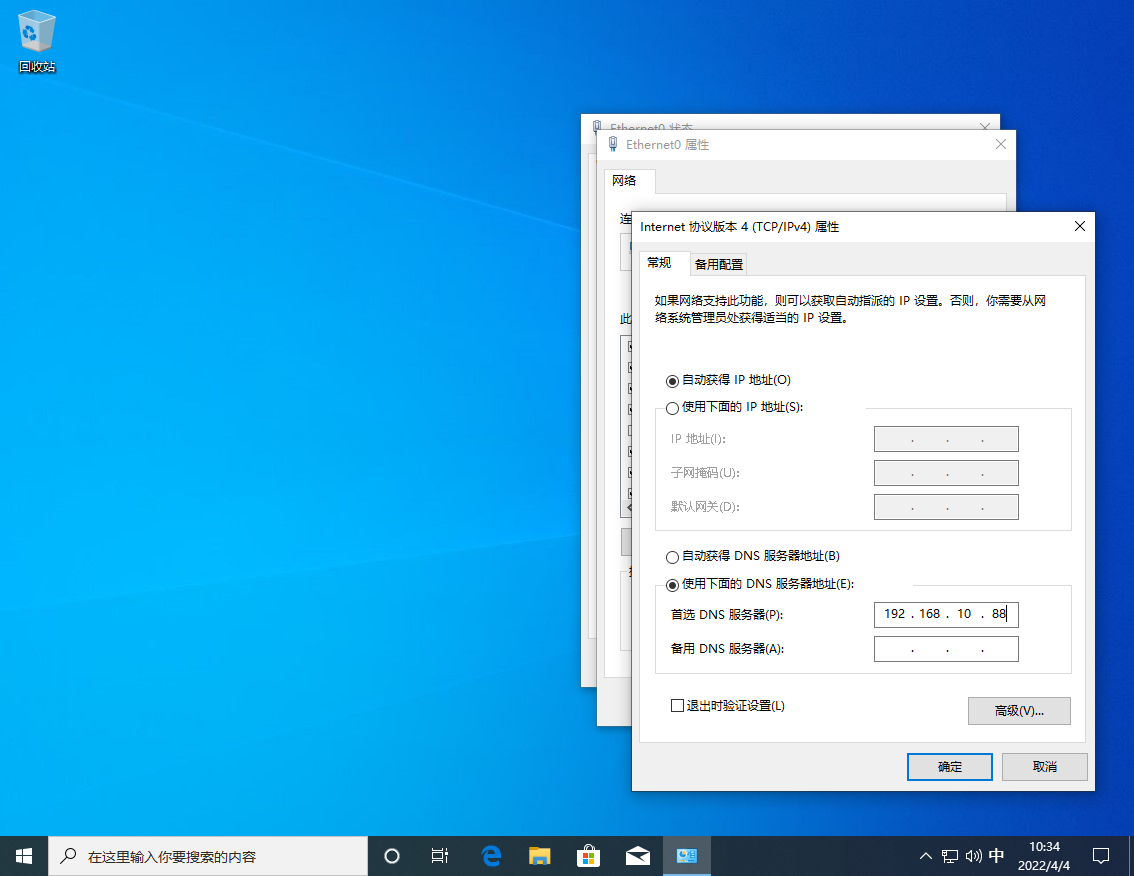 回收站
Ethernet0 状态
Ethernet0 属性
网络
连
Internet 协议版本 4 (TCP/IPv4) 属性
常规
备用配置
如果网络支持此功能，则可以获取自动指派的 IP 设置。否则，你需要从网
络系统管理员处获得适当的 IP 设置。
此
自动获得 IP 地址(O)
使用下面的 IP 地址(S):
IP 地址(I):
. . .
子网掩码(U):
. . .
默认网关(D):
. . .
自动获得 DNS 服务器地址(B)
使用下面的 DNS 服务器地址(E):
首选 DNS 服务器(P):
192 . 168 . 10 . 88
备用 DNS 服务器(A):
. . .
退出时验证设置(L)
高级(V)...
确定
取消
在这里输入你要搜索的内容
中
10:34
2022/4/4